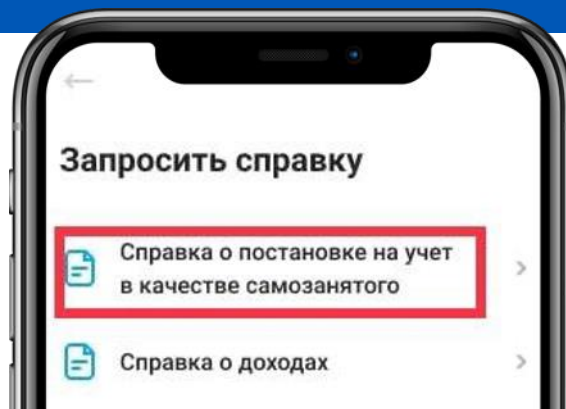 Запросить справку
Справка о постановке на учет
в качестве самозанятого
Справка о доходах